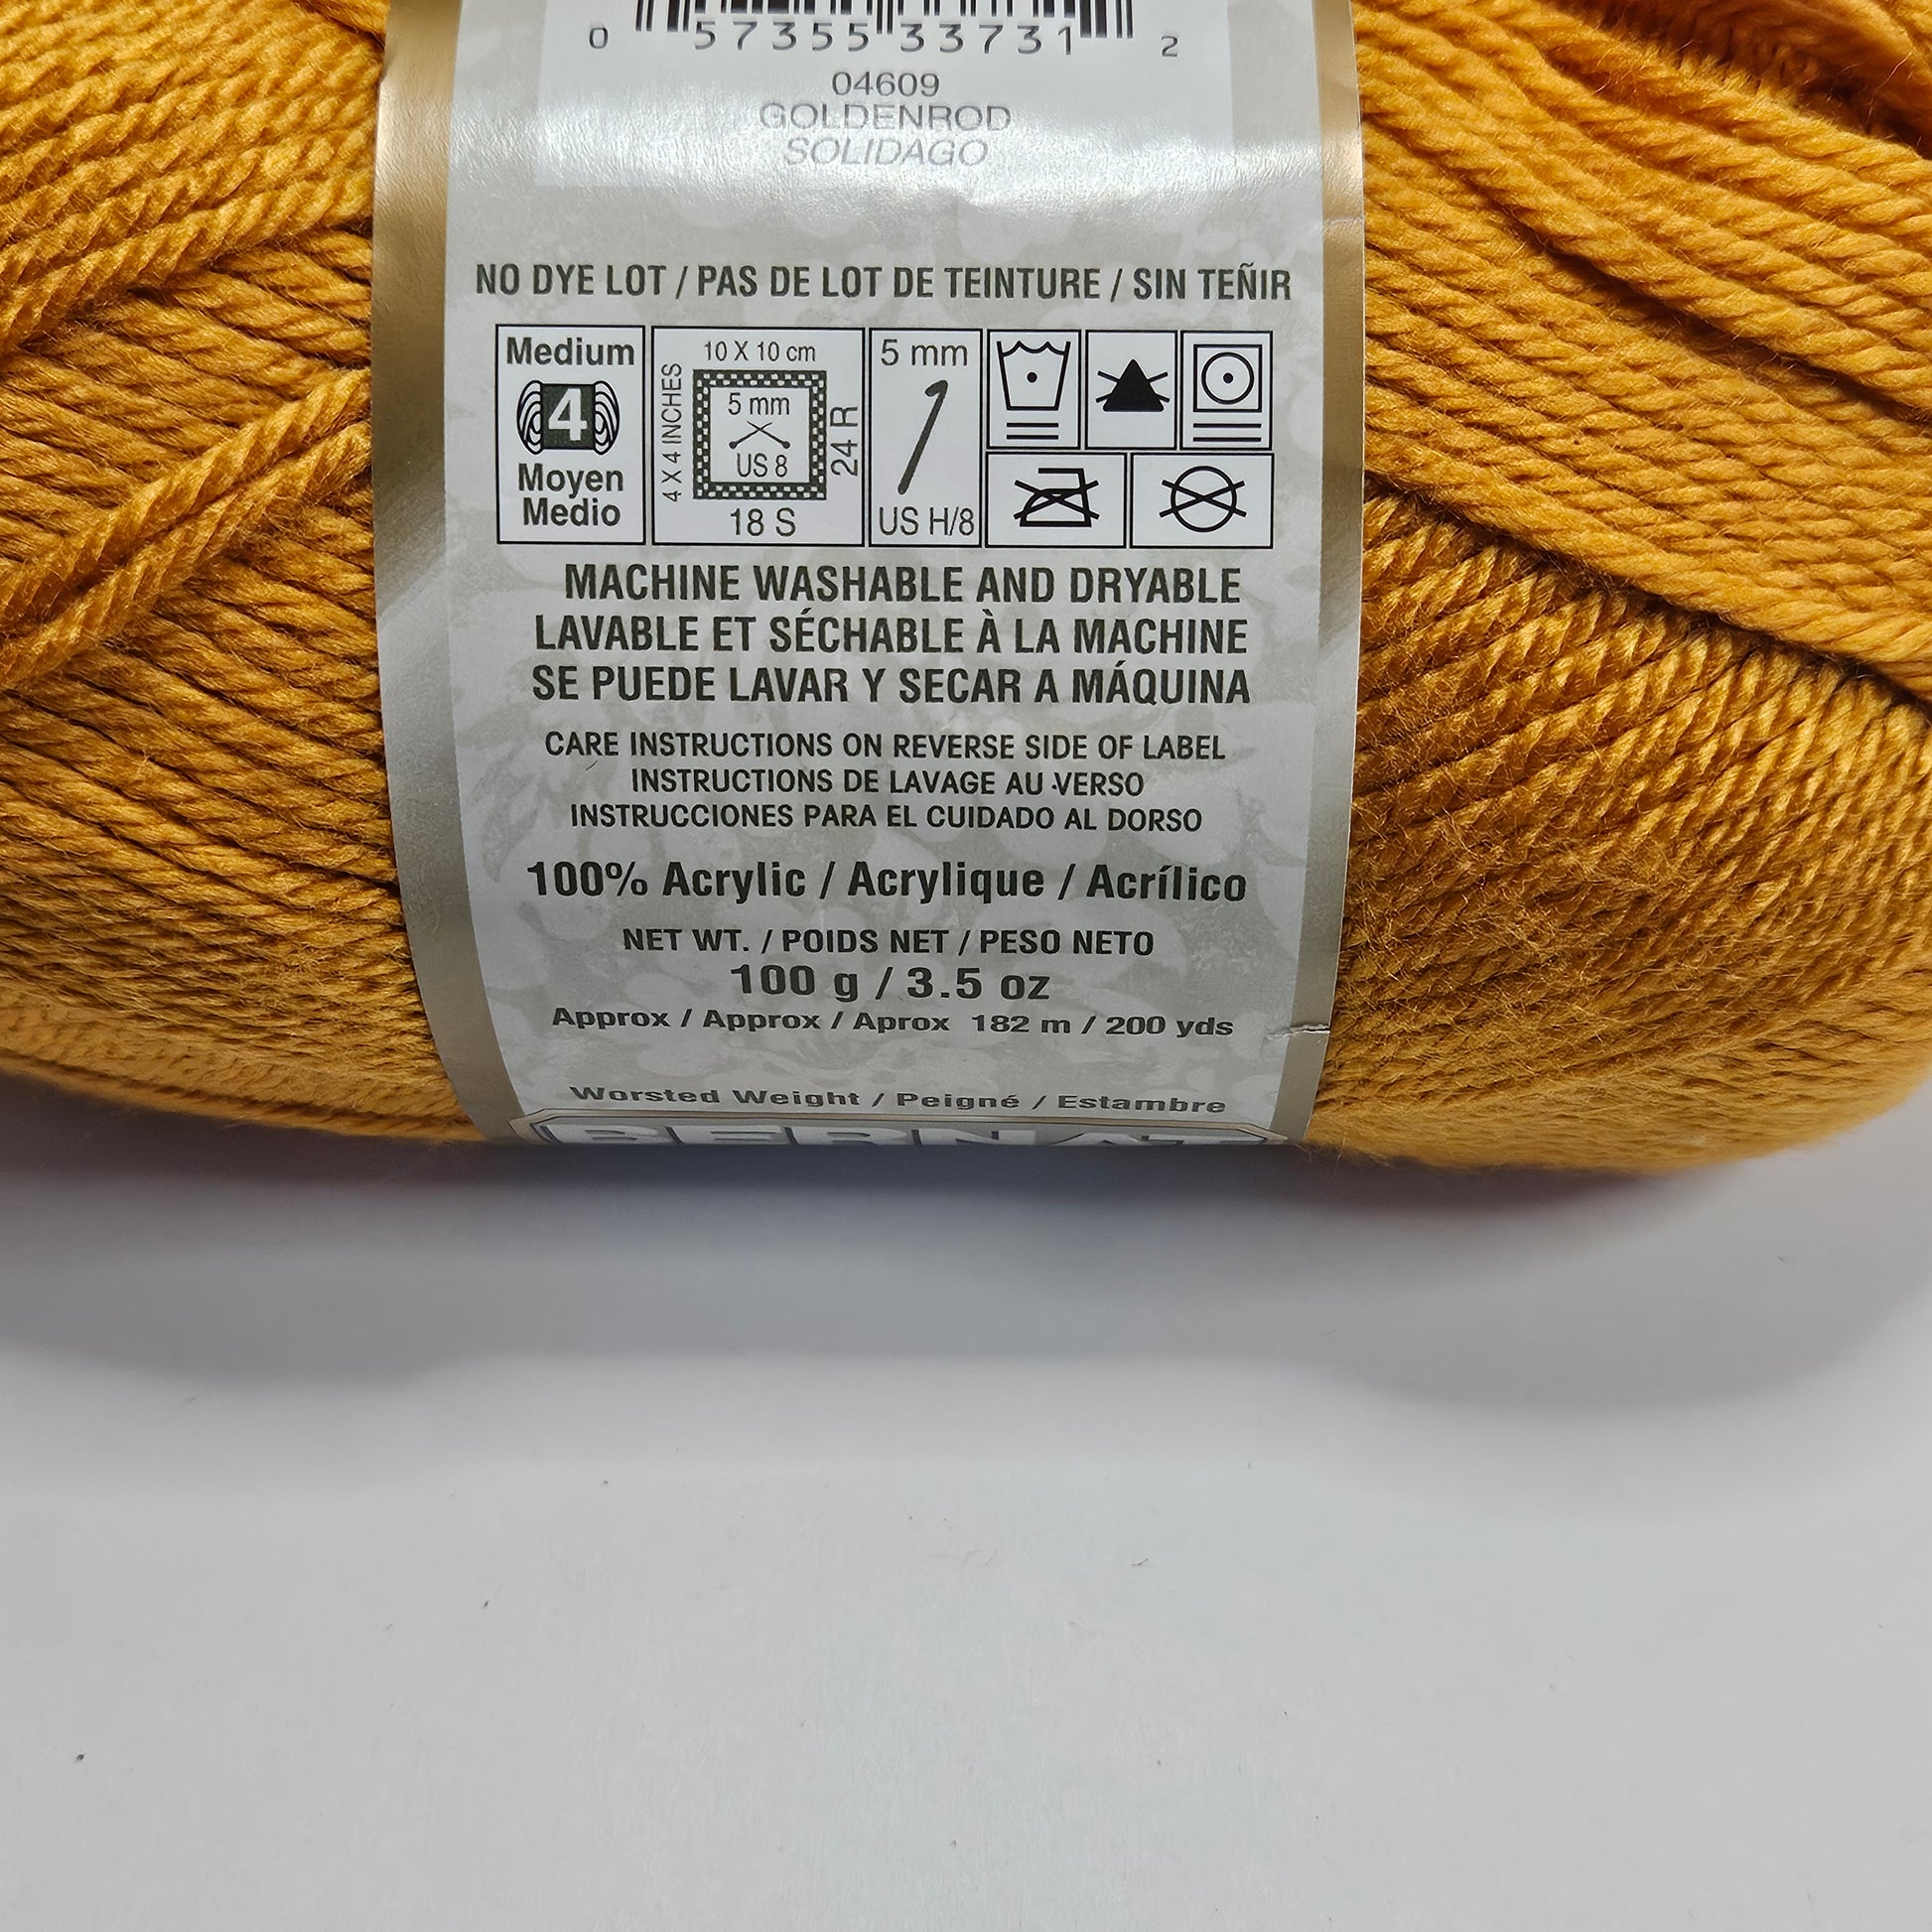 0 57355 33731 2
04609
GOLDENROD
SOLIDAGO
NO DYE LOT / PAS DE LOT DE TEINTURE / SIN TEÑIR
Medium
4
Moyen
Medio
10 X 10 cm
4 X 4 INCHES
5 mm
US 8
24 R
18 S
5 mm
US H/8
MACHINE WASHABLE AND DRYABLE
LAVABLE ET SÉCHABLE À LA MACHINE
SE PUEDE LAVAR Y SECAR A MÁQUINA
CARE INSTRUCTIONS ON REVERSE SIDE OF LABEL
INSTRUCTIONS DE LAVAGE AU VERSO
INSTRUCCIONES PARA EL CUIDADO AL DORSO
100% Acrylic / Acrylique / Acrílico
NET WT. / POIDS NET / PESO NETO
100 g / 3.5 oz
Approx / Approx / Aprox 182 m / 200 yds
Worsted Weight / Peigné / Estambre
BERNAT